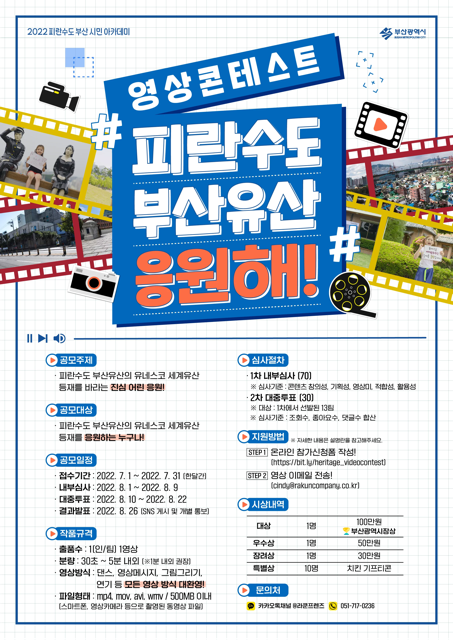 2022 피란수도 부산 시민 아카데미
부산광역시
영상콘테스트
#피란수도
부산유산
응원해!
#
공모주제
· 피란수도 부산유산의 유네스코 세계유산
등재를 바라는 진심 어린 응원!
공모대상
· 피란수도 부산유산의 유네스코 세계유산
등재를 응원하는 누구나!
공모일정
· 접수기간 : 2022. 7. 1 ~ 2022. 7. 31 (한달간)
· 내부심사 : 2022. 8. 1 ~ 2022. 8. 9
· 대중투표 : 2022. 8. 10 ~ 2022. 8. 22
· 결과발표 : 2022. 8. 26 (SNS 게시 및 개별 통보)
작품규격
· 출품수 : 1(인/팀) 1영상
· 분량 : 30초 ~ 5분 내외 (※1분 내외 권장)
· 영상방식 : 댄스, 영상메시지, 그림그리기,
연기 등 모든 영상 방식 대환영!
· 파일형태 : mp4, mov, avi, wmv / 500MB 이내
(스마트폰, 영상카메라 등으로 촬영된 동영상 파일)
심사절차
· 1차 내부심사 (70)
※ 심사기준 : 콘텐츠 창의성, 기획성, 영상미, 적합성, 활용성
· 2차 대중투표 (30)
※ 대상 : 1차에서 선발된 13팀
※ 심사기준 : 조회수, 좋아요수, 댓글수 합산
지원방법 ※ 자세한 내용은 설명란을 참고해주세요.
STEP 1 온라인 참가신청폼 작성!
(https://bit.ly/heritage_videocontest)
STEP 2 영상 이메일 전송!
(cindy@rakuncompany.co.kr)
시상내역
대상 1명 100만원
부산광역시장상
우수상 1명 50만원
장려상 1명 30만원
특별상 10명 치킨 기프티콘
문의처
카카오톡채널 @라쿤프렌즈 051-717-0236